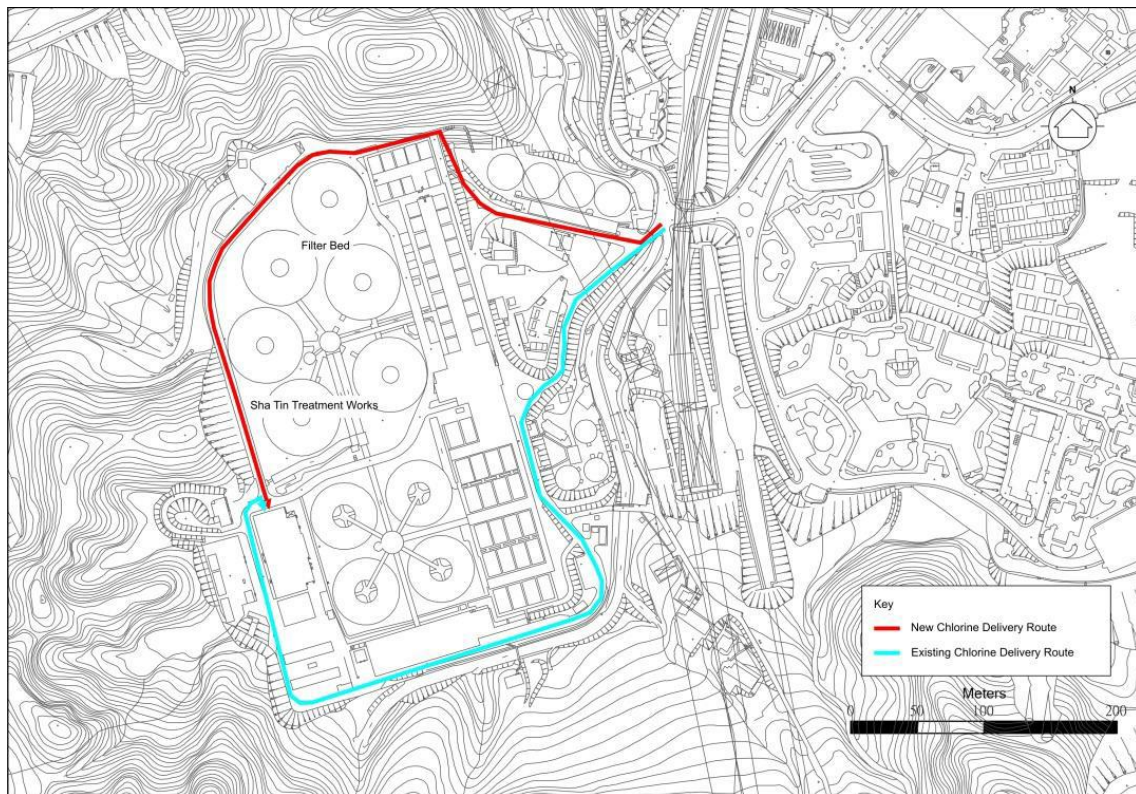 N
Filter Bed
Sha Tin Treatment Works
Key
New Chlorine Delivery Route
Existing Chlorine Delivery Route
Meters
0 50 100 200